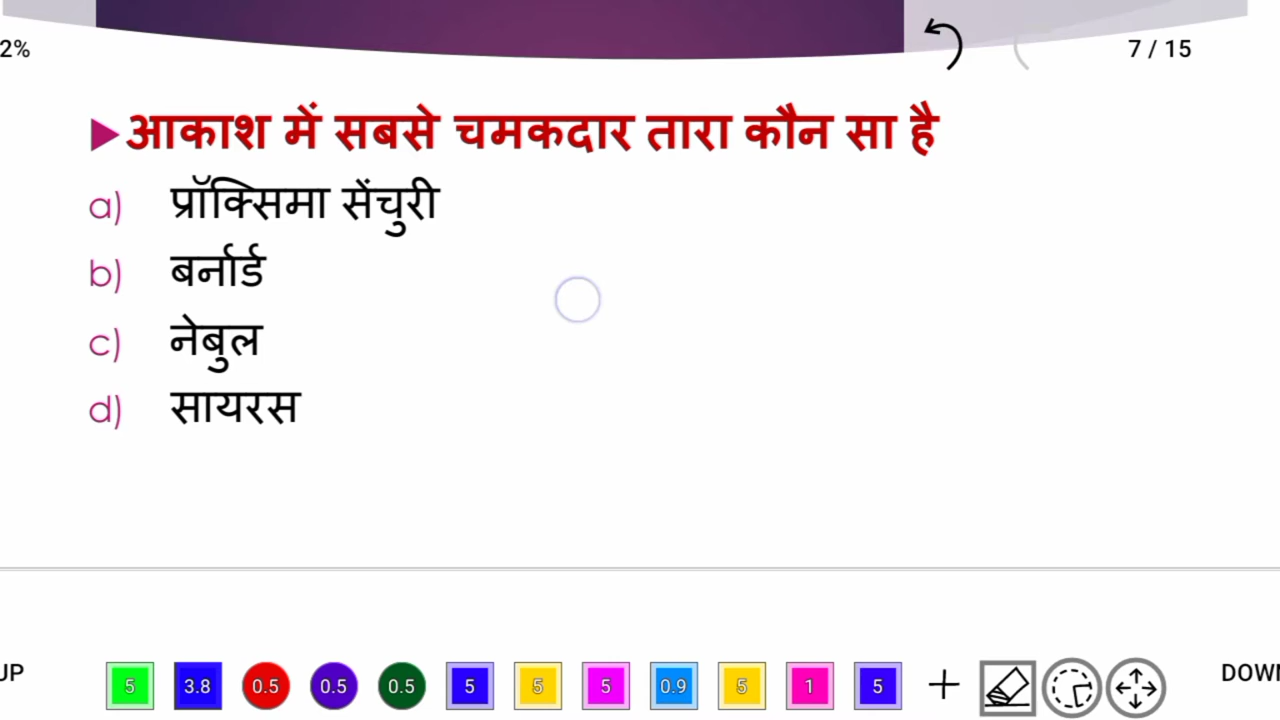 2%
7 / 15
आकाश में सबसे चमकदार तारा कौन सा है
a) प्रॉक्सिमा सेंचुरी
b) बर्नार्ड
c) नेबुल
d) सायरस
UP 5 3.8 0.5 0.5 0.5 5 5 5 0.9 5 1 5 DOWN